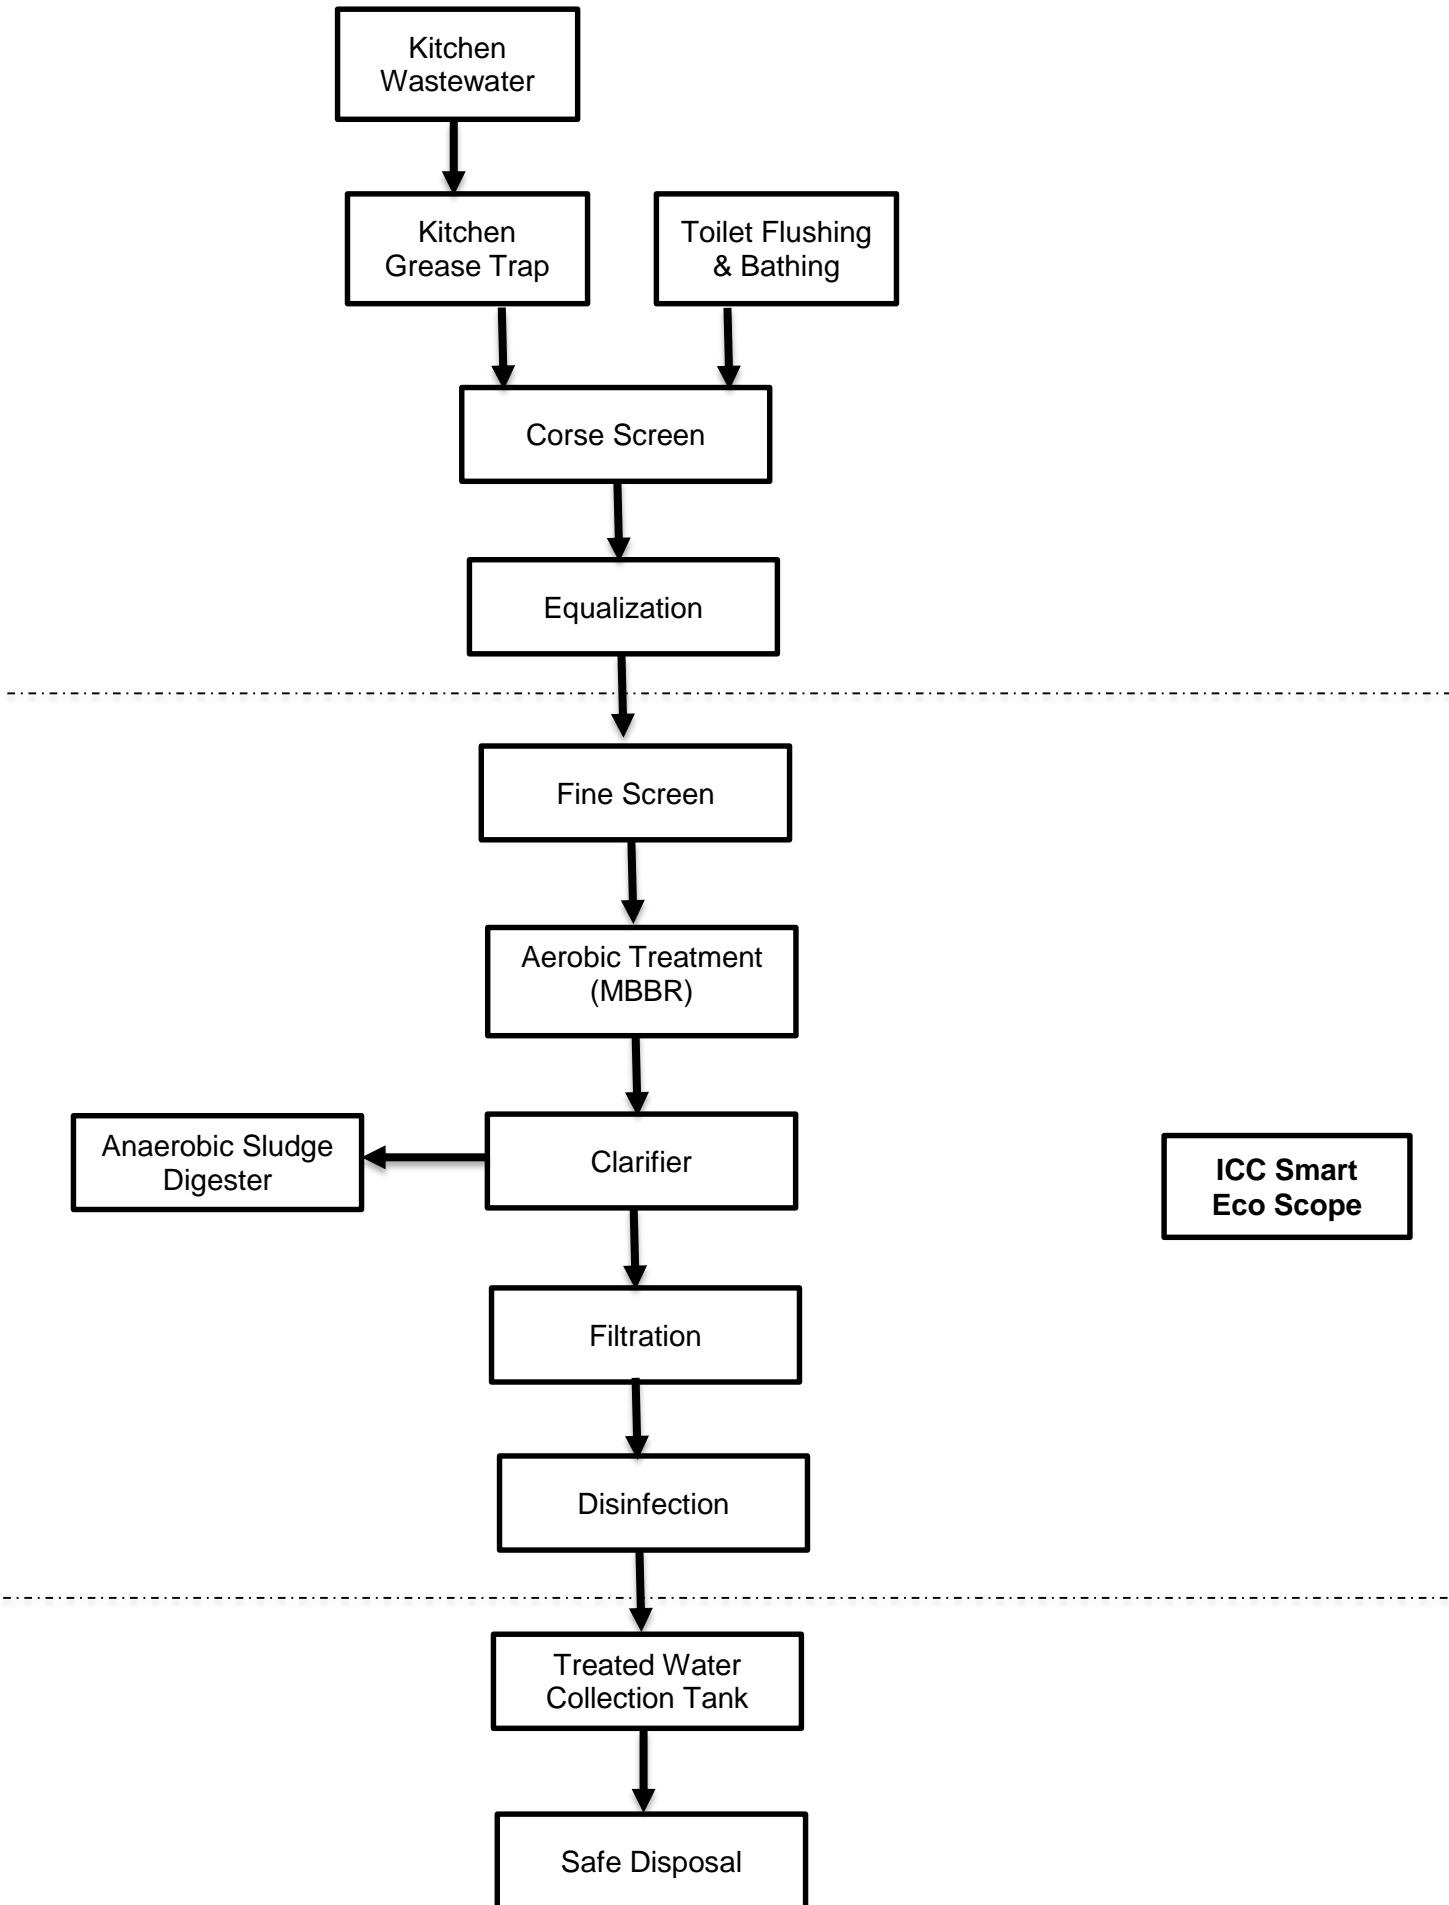 Kitchen
Wastewater
Kitchen
Grease Trap
Toilet Flushing
& Bathing
Corse Screen
Equalization
Fine Screen
Aerobic Treatment
(MBBR)
Anaerobic Sludge
Digester
Clarifier
ICC Smart
Eco Scope
Filtration
Disinfection
Treated Water
Collection Tank
Safe Disposal